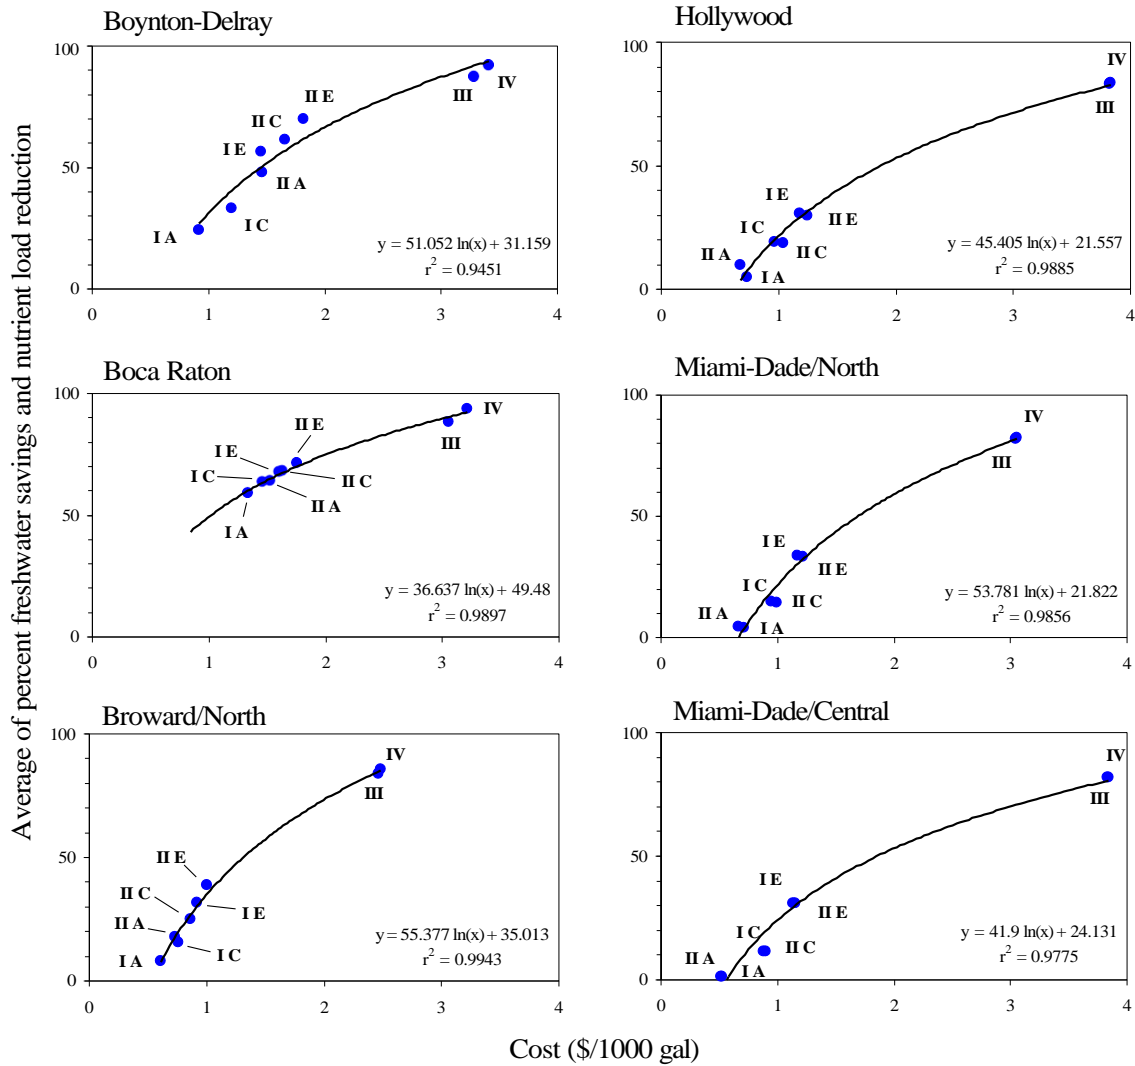 Average of percent freshwater savings and nutrient load reduction
Boynton-Delray
100
50
0
0 1 2 3 4
I A
I C
I E
II A
II C
II E
III
IV
y = 51.052 ln(x) + 31.159
r2 = 0.9451
Hollywood
100
50
0
0 1 2 3 4
II A
I A
I C
II C
I E
II E
IV
III
y = 45.405 ln(x) + 21.557
r2 = 0.9885
Boca Raton
100
50
0
0 1 2 3 4
I A
I C
I E
II A
II C
II E
III
IV
y = 36.637 ln(x) + 49.48
r2 = 0.9897
Miami-Dade/North
100
50
0
0 1 2 3 4
II A
I A
I C
II C
I E
II E
IV
III
y = 53.781 ln(x) + 21.822
r2 = 0.9856
Broward/North
100
50
0
0 1 2 3 4
I A
II A
I C
II C
I E
II E
IV
III
y = 55.377 ln(x) + 35.013
r2 = 0.9943
Miami-Dade/Central
100
50
0
0 1 2 3 4
II A
I A
I C
II C
I E
II E
IV
III
y = 41.9 ln(x) + 24.131
r2 = 0.9775
Cost ($/1000 gal)